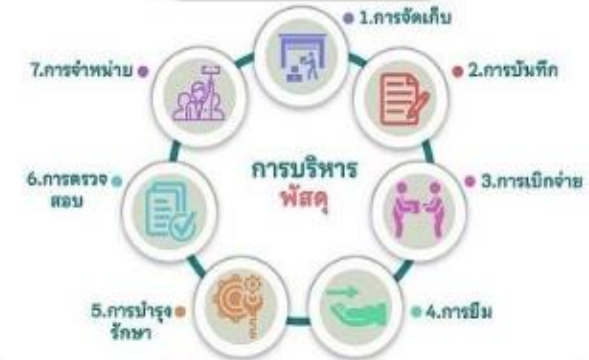 1.การจัดเก็บ
2.การบันทึก
3.การเบิกจ่าย
4.การยืม
5.การบำรุง
รักษา
6.การตรวจ
สอบ
7.การจำหน่าย
การบริหาร
พัสดุ